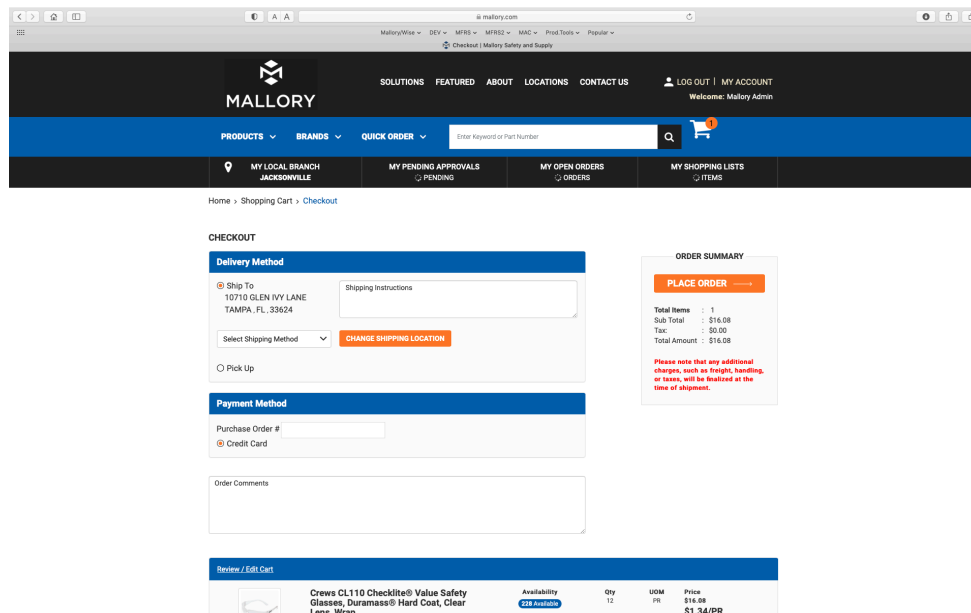 A A
mallory.com
Mallory/Wise DEV MFRS MFRS2 MAC Prod.Tools Popular
Checkout | Mallory Safety and Supply
MALLORY
SOLUTIONS FEATURED ABOUT LOCATIONS CONTACT US
LOG OUT | MY ACCOUNT
Welcome: Mallory Admin
PRODUCTS BRANDS QUICK ORDER
Enter Keyword or Part Number
1
MY LOCAL BRANCH
JACKSONVILLE
MY PENDING APPROVALS
PENDING
MY OPEN ORDERS
ORDERS
MY SHOPPING LISTS
ITEMS
Home › Shopping Cart › Checkout
CHECKOUT
Delivery Method
Ship To
10710 GLEN IVY LANE
TAMPA , FL , 33624
Shipping Instructions
Select Shipping Method
CHANGE SHIPPING LOCATION
Pick Up
Payment Method
Purchase Order #
Credit Card
Order Comments
ORDER SUMMARY
PLACE ORDER
Total Items : 1
Sub Total : $16.08
Tax: : $0.00
Total Amount : $16.08
Please note that any additional
charges, such as freight, handling,
or taxes, will be finalized at the
time of shipment.
Review / Edit Cart
Crews CL110 Checklite® Value Safety
Glasses, Duramass® Hard Coat, Clear
Lens, Wrap
Availability
228 Available
Qty
12
UOM
PR
Price
$16.08
$1.34/PR